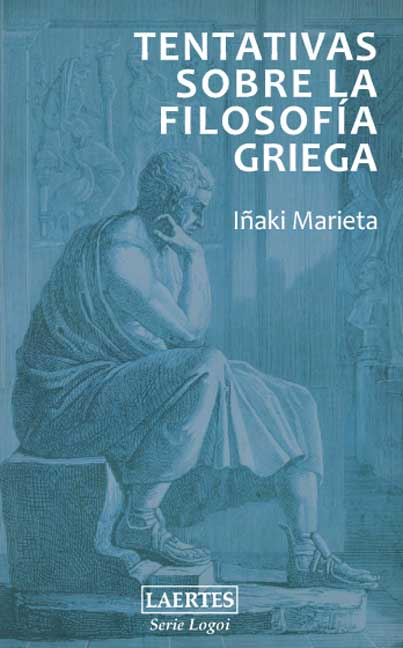 TENTATIVAS
SOBRE LA
FILOSOFÍA
GRIEGA
Iñaki Marieta
LAERTES
Serie Logoi